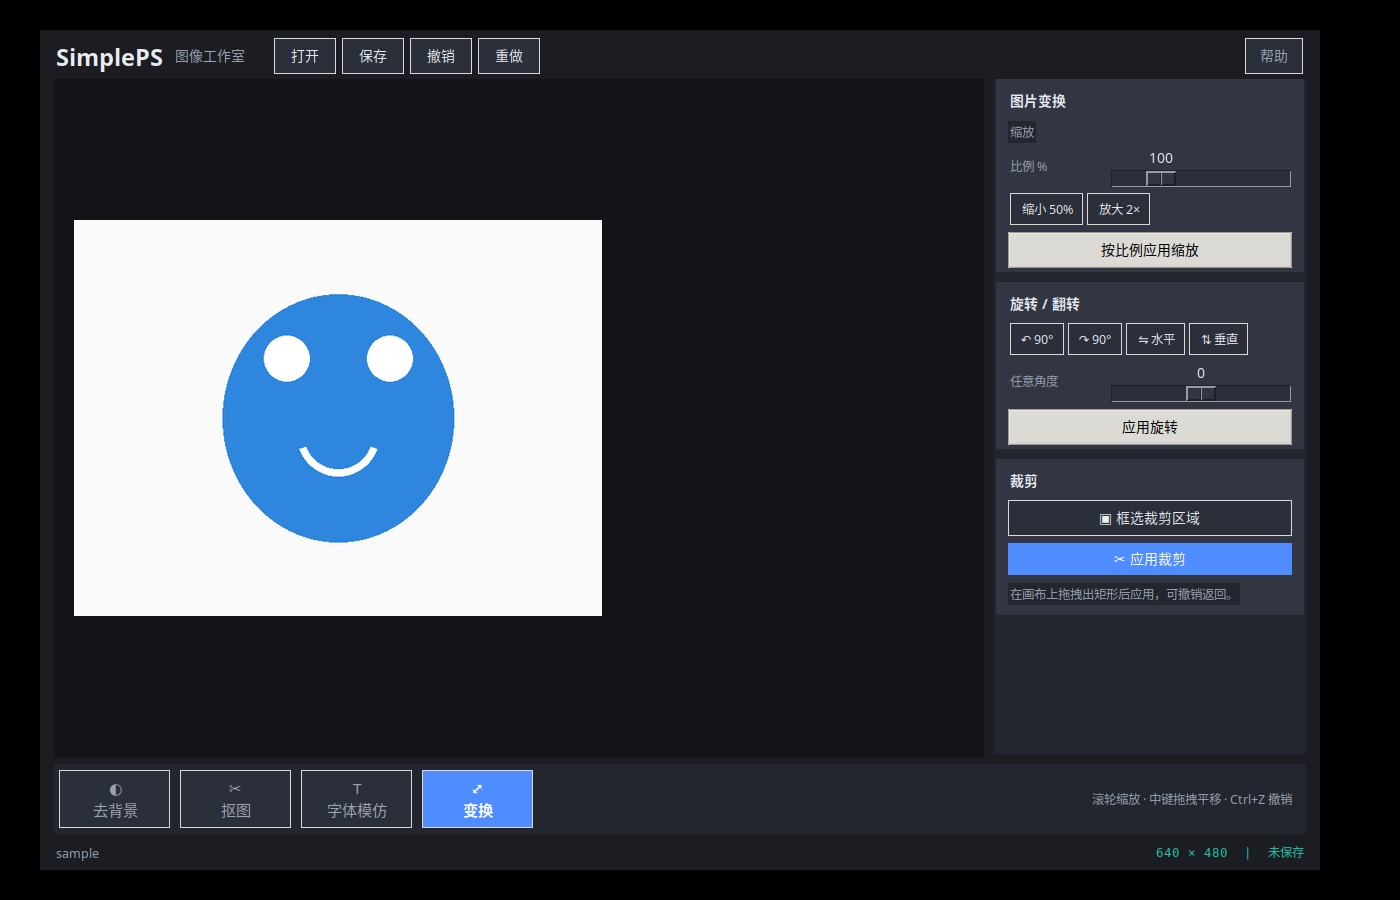 SimplePS 图像工作室 打开 保存 撤销 重做 帮助
图片变换
缩放
100
比例 %
缩小 50% 放大 2×
按比例应用缩放
旋转 / 翻转
↶ 90° ↷ 90° ⇋ 水平 ⇅ 垂直
0
任意角度
应用旋转
裁剪
▣ 框选裁剪区域
✂ 应用裁剪
在画布上拖拽出矩形后应用，可撤销返回。
◐ 去背景
✂ 抠图
T 字体模仿
⤢ 变换
滚轮缩放 · 中键拖拽平移 · Ctrl+Z 撤销
sample
640 × 480 | 未保存